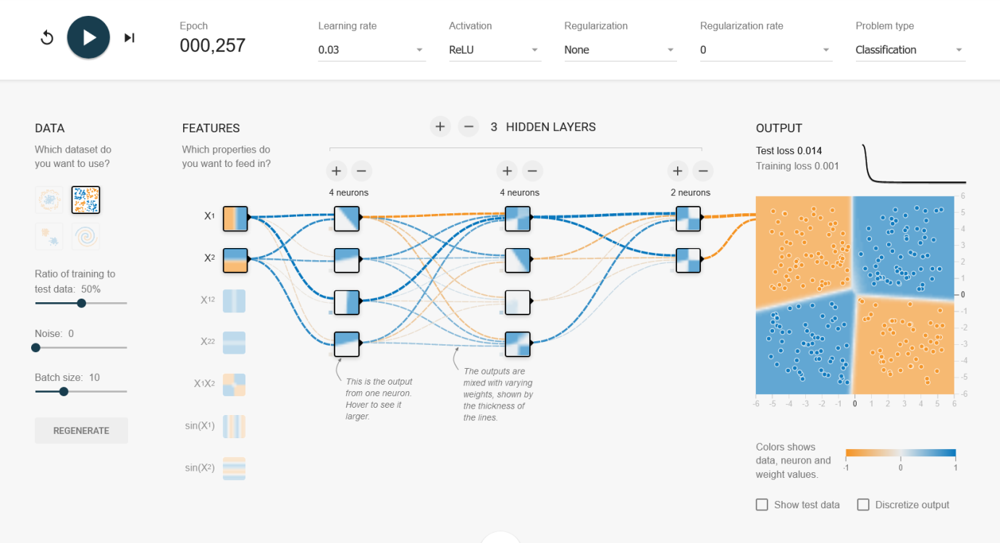 Epoch
000,257
Learning rate
0.03
Activation
ReLU
Regularization
None
Regularization rate
0
Problem type
Classification
DATA
Which dataset do
you want to use?
Ratio of training to
test data: 50%
Noise: 0
Batch size: 10
REGENERATE
FEATURES
Which properties do
you want to feed in?
X1
X2
X12
X22
X1X2
sin(X1)
sin(X2)
3 HIDDEN LAYERS
4 neurons
4 neurons
2 neurons
This is the output
from one neuron.
Hover to see it
larger.
The outputs are
mixed with varying
weights, shown by
the thickness of
the lines.
OUTPUT
Test loss 0.014
Training loss 0.001
6
5
4
3
2
1
0
-1
-2
-3
-4
-5
-6
-6 -5 -4 -3 -2 -1 0 1 2 3 4 5 6
Colors shows
data, neuron and
weight values.
-1 0 1
Show test data
Discretize output